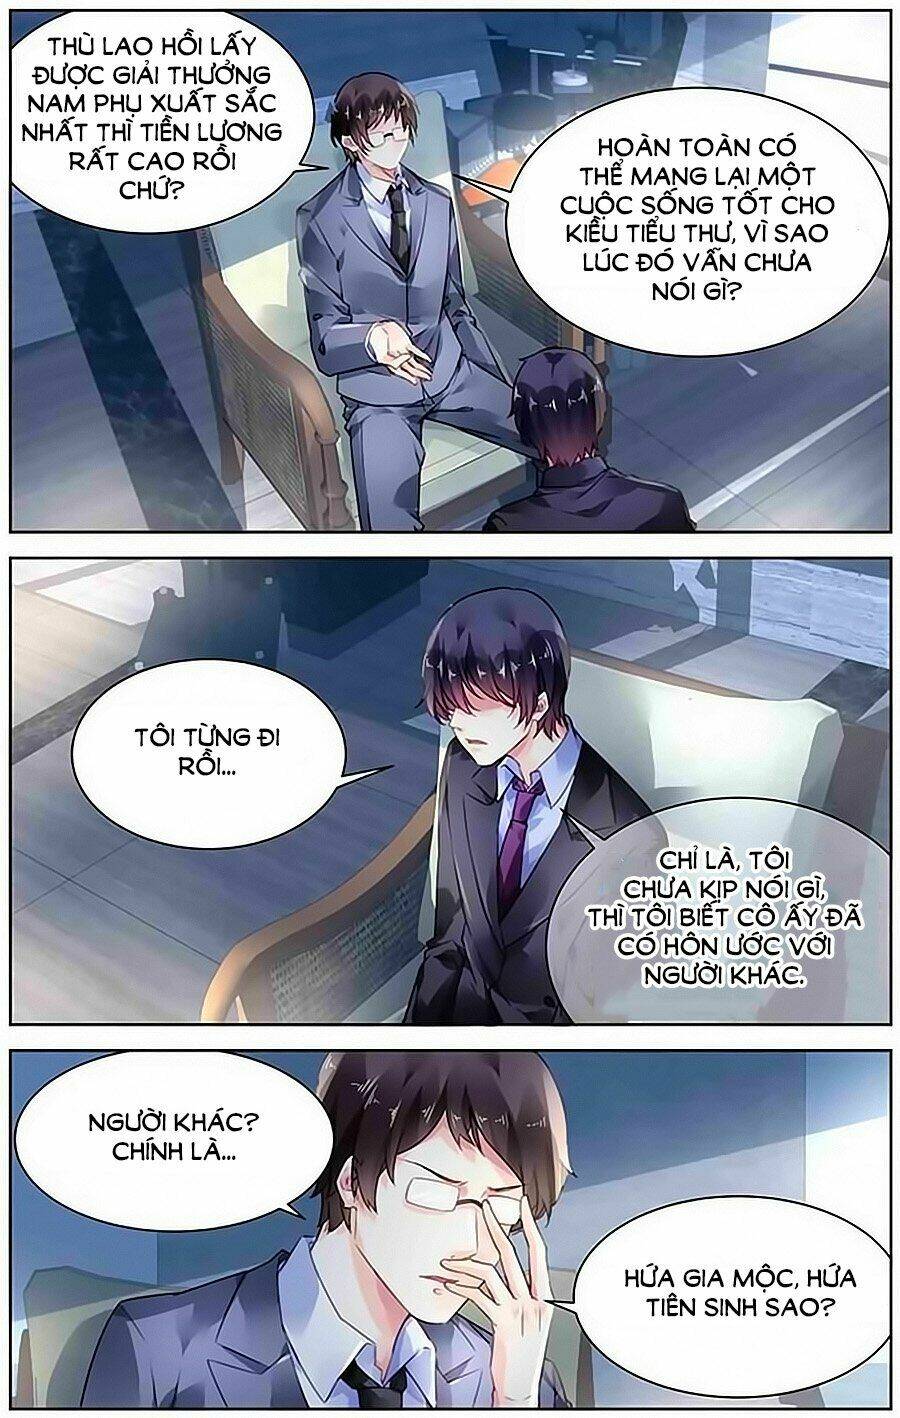 THÙ LAO HỒI LẤY
ĐƯỢC GIẢI THƯỞNG
NAM PHỤ XUẤT SẮC
NHẤT THÌ TIỀN LƯƠNG
RẤT CAO RỒI
CHỨ?
HOÀN TOÀN CÓ
THỂ MANG LẠI MỘT
CUỘC SỐNG TỐT CHO
KIỀU TIỂU THƯ, VÌ SAO
LÚC ĐÓ VẪN CHƯA
NÓI GÌ?
TÔI TỪNG ĐI
RỒI...
CHỈ LÀ, TÔI
CHƯA KỊP NÓI GÌ,
THÌ TÔI BIẾT CÔ ẤY ĐÃ
CÓ HÔN ƯỚC VỚI
NGƯỜI KHÁC.
NGƯỜI KHÁC?
CHÍNH LÀ...
HỨA GIA MỘC, HỨA
TIÊN SINH SAO?